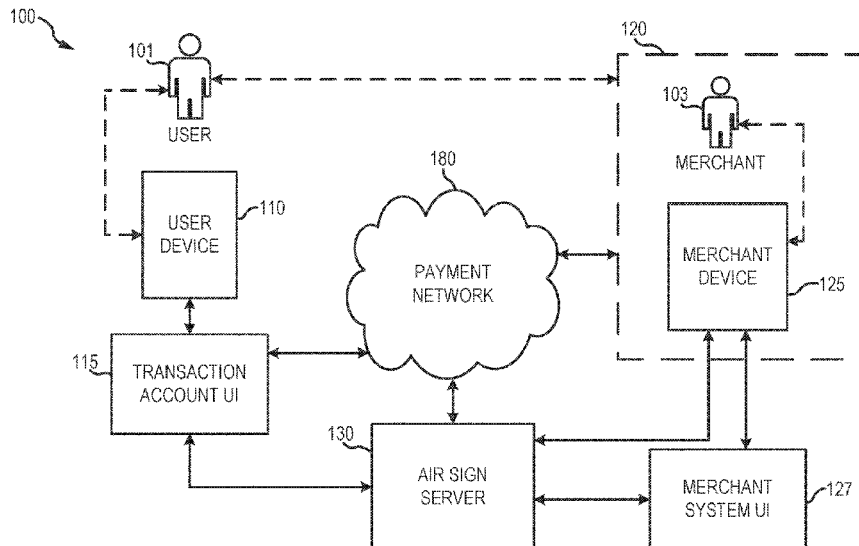 100
101
USER
120
103
MERCHANT
USER
DEVICE
110
180
PAYMENT
NETWORK
MERCHANT
DEVICE
125
115
TRANSACTION
ACCOUNT UI
130
AIR SIGN
SERVER
MERCHANT
SYSTEM UI
127